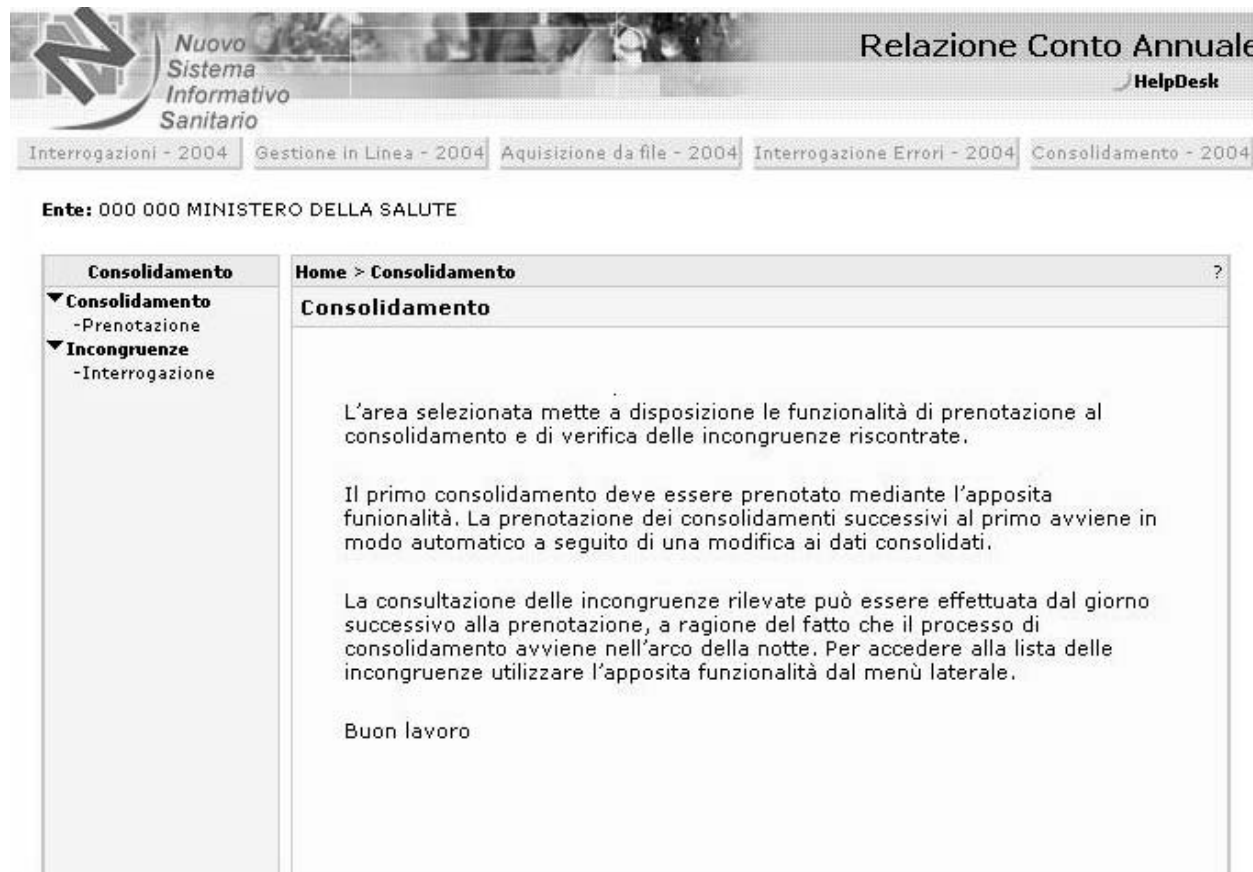 Nuovo
Sistema
Informativo
Sanitario
Relazione Conto Annuale
HelpDesk
Interrogazioni - 2004
Gestione in Linea - 2004
Aquisizione da file - 2004
Interrogazione Errori - 2004
Consolidamento - 2004
Ente: 000 000 MINISTERO DELLA SALUTE
Consolidamento
▼Consolidamento
-Prenotazione
▼Incongruenze
-Interrogazione
Home > Consolidamento ?
Consolidamento
L'area selezionata mette a disposizione le funzionalità di prenotazione al
consolidamento e di verifica delle incongruenze riscontrate.
Il primo consolidamento deve essere prenotato mediante l'apposita
funionalità. La prenotazione dei consolidamenti successivi al primo avviene in
modo automatico a seguito di una modifica ai dati consolidati.
La consultazione delle incongruenze rilevate può essere effettuata dal giorno
successivo alla prenotazione, a ragione del fatto che il processo di
consolidamento avviene nell'arco della notte. Per accedere alla lista delle
incongruenze utilizzare l'apposita funzionalità dal menù laterale.
Buon lavoro